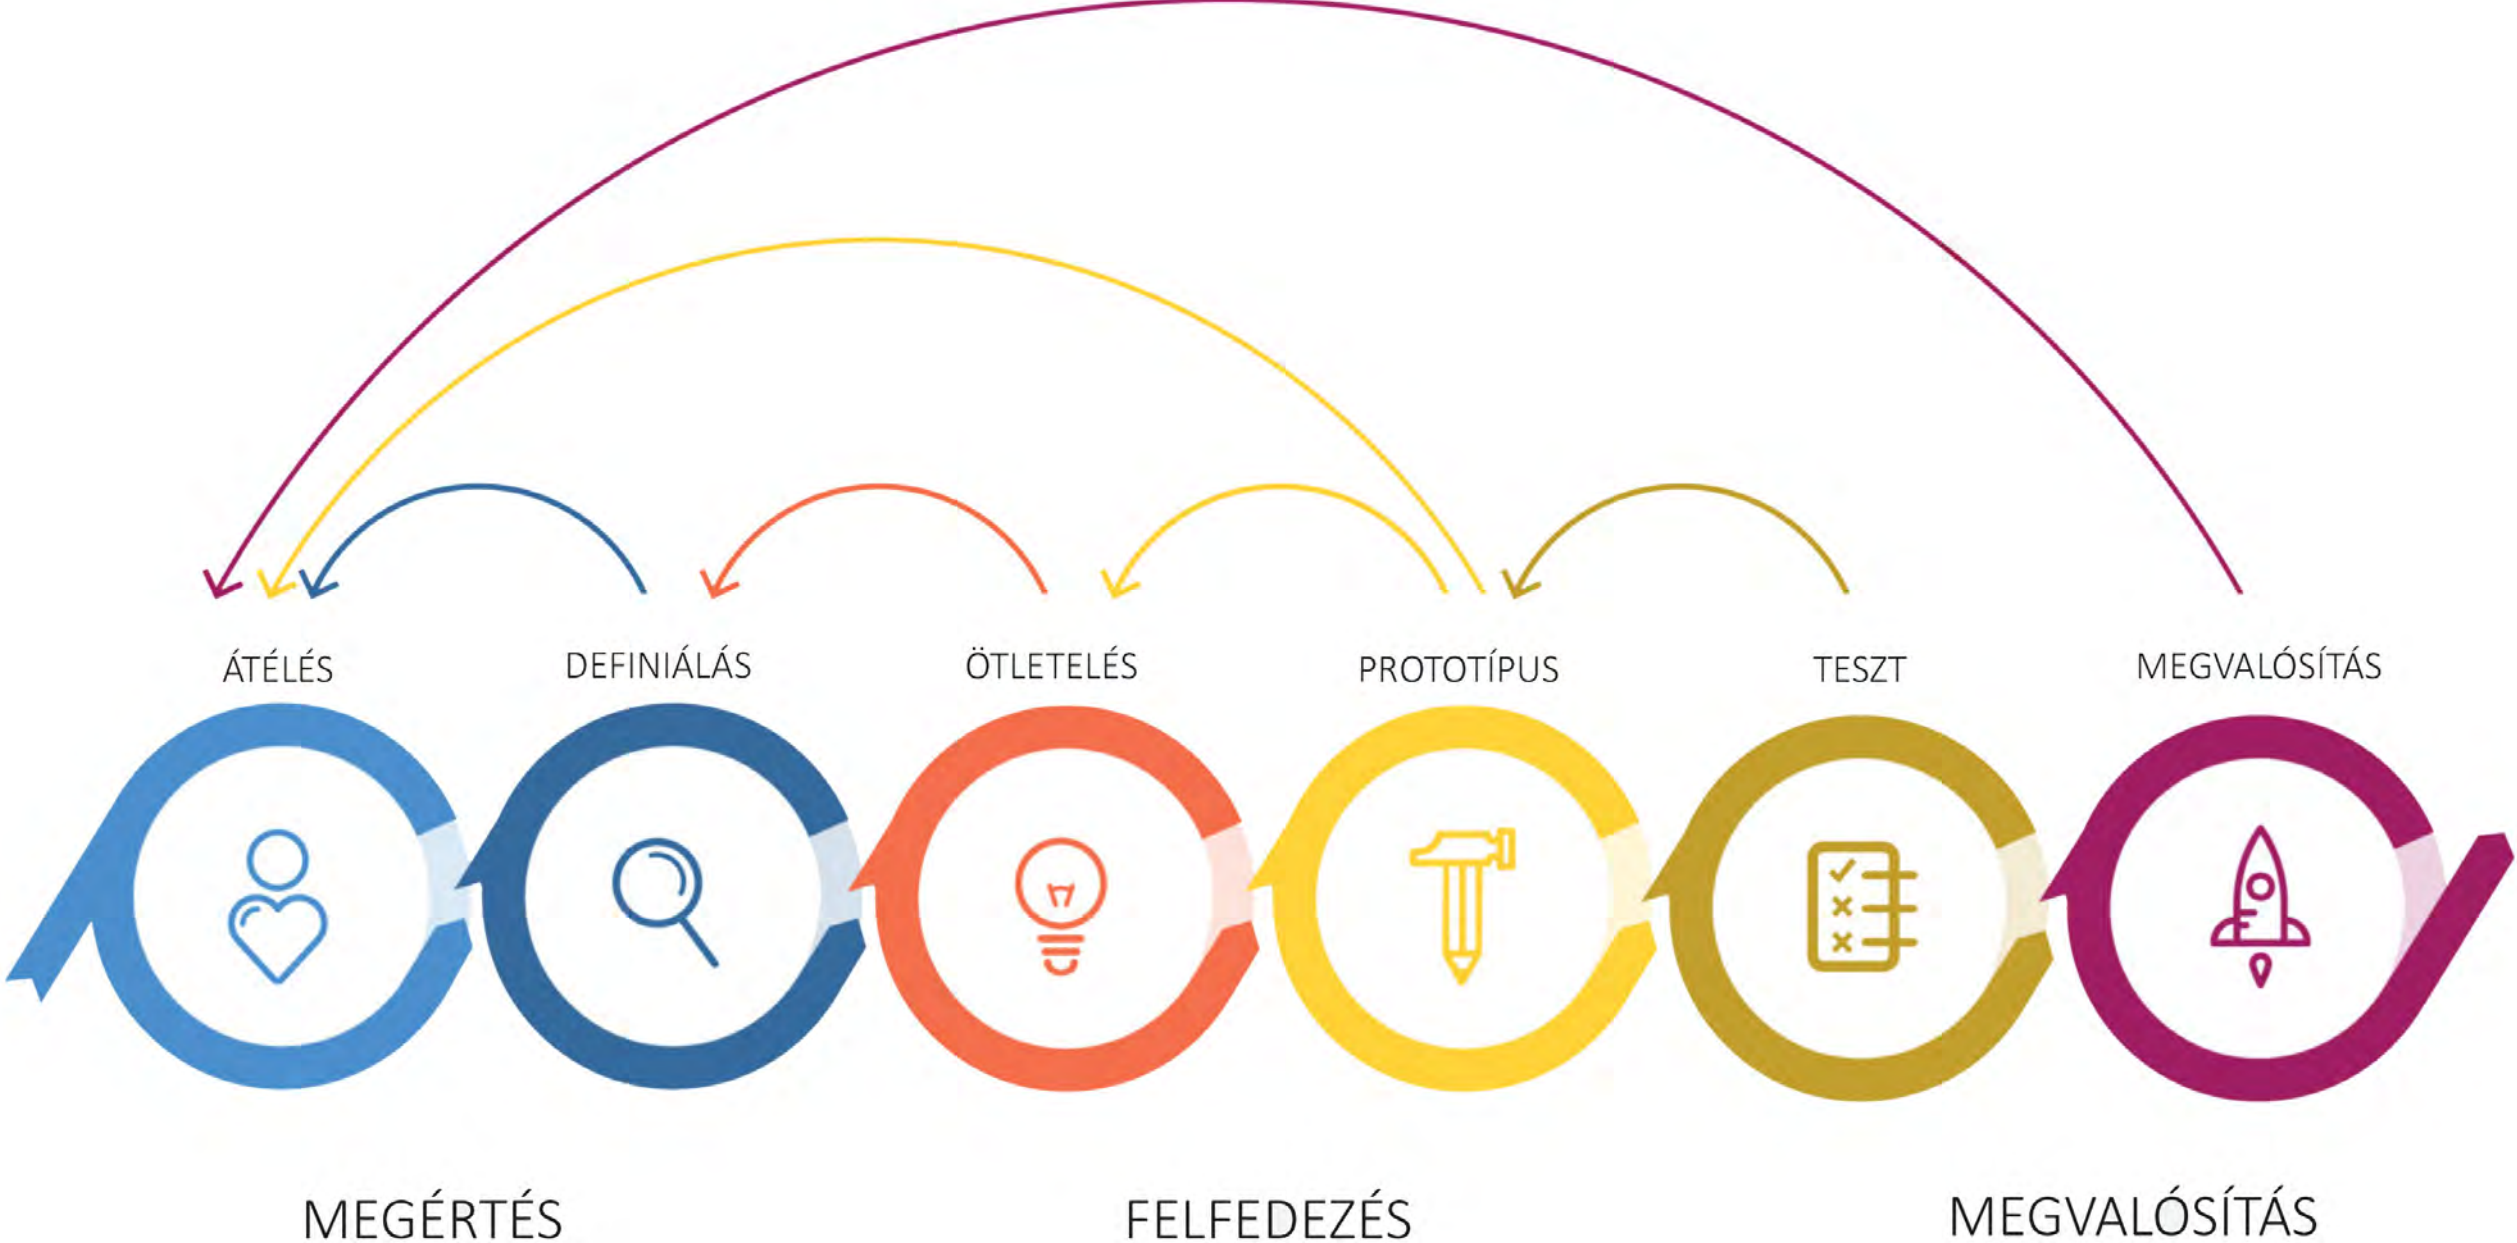 ÁTÉLÉS
DEFINIÁLÁS
ÖTLETELÉS
PROTOTÍPUS
TESZT
MEGVALÓSÍTÁS
MEGÉRTÉS
FELFEDEZÉS
MEGVALÓSÍTÁS